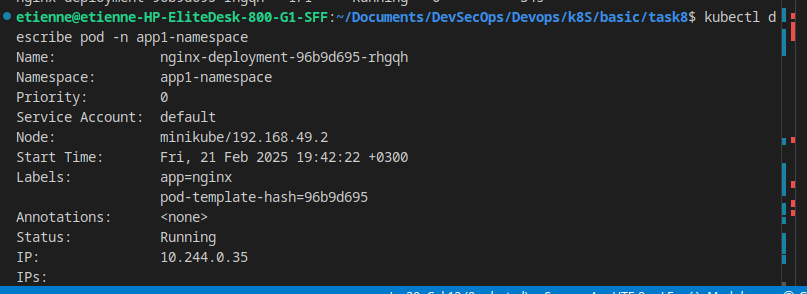 etienne@etienne-HP-EliteDesk-800-G1-SFF:~/Documents/DevSecOps/Devops/k8S/basic/task8$ kubectl d
escribe pod -n app1-namespace
Name: nginx-deployment-96b9d695-rhgqh
Namespace: app1-namespace
Priority: 0
Service Account: default
Node: minikube/192.168.49.2
Start Time: Fri, 21 Feb 2025 19:42:22 +0300
Labels: app=nginx
pod-template-hash=96b9d695
Annotations: <none>
Status: Running
IP: 10.244.0.35
IPs: